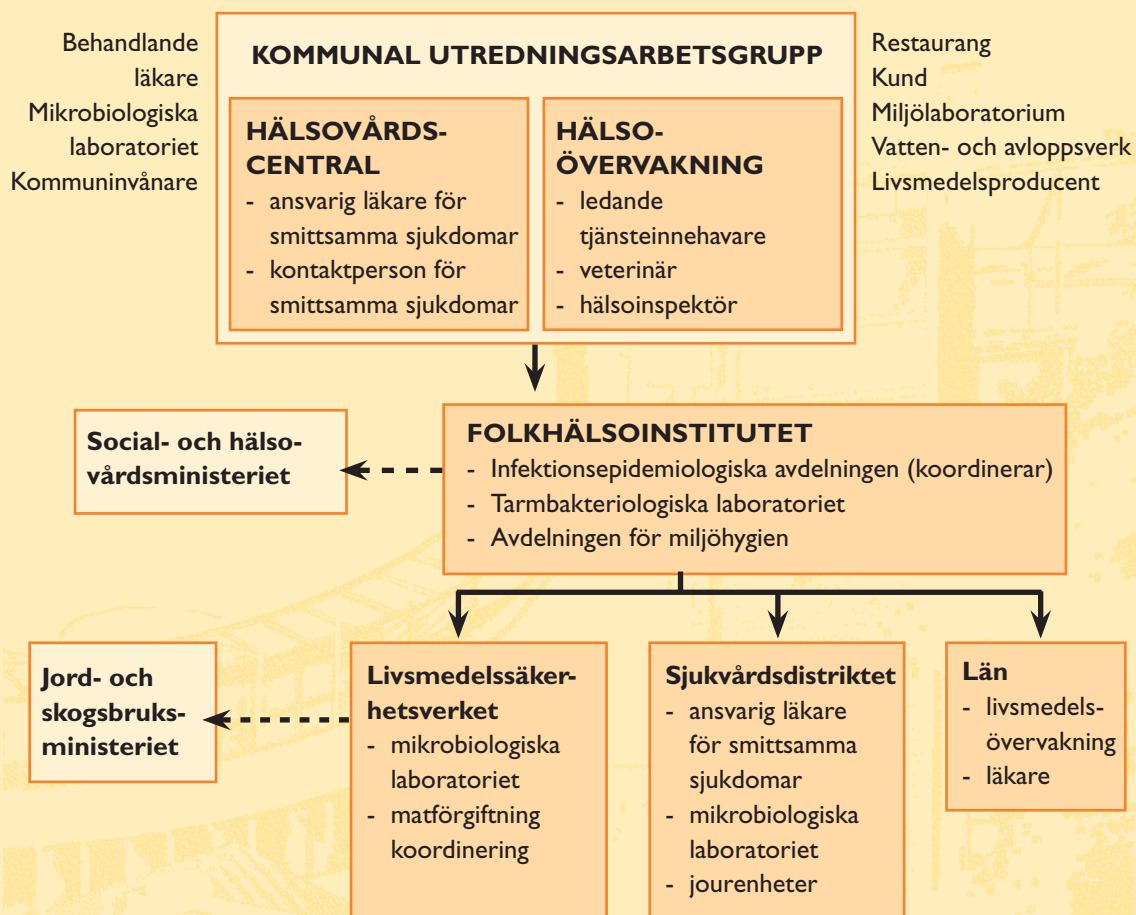 Behandlande
läkare
Mikrobiologiska
laboratoriet
Kommuninvånare
KOMMUNAL UTREDNINGSARBETSGRUPP
HÄLSOVÅRDS-
CENTRAL
- ansvarig läkare för
smittsamma sjukdomar
- kontaktperson för
smittsamma sjukdomar
HÄLSO-
ÖVERVAKNING
- ledande
tjänsteinnehavare
- veterinär
- hälsoinspektör
Restaurang
Kund
Miljölaboratorium
Vatten- och avloppsverk
Livsmedelsproducent
Social- och hälso-
vårdsministeriet
FOLKHÄLSOINSTITUTET
- Infektionsepidemiologiska avdelningen (koordinerar)
- Tarmbakteriologiska laboratoriet
- Avdelningen för miljöhygien
Jord- och
skogsbruks-
ministeriet
Livsmedelssäker-
hetsverket
- mikrobiologiska
laboratoriet
- matförgiftning
koordinering
Sjukvårdsdistriktet
- ansvarig läkare
för smittsamma
sjukdomar
- mikrobiologiska
laboratoriet
- jourenheter
Län
- livsmedels-
övervakning
- läkare